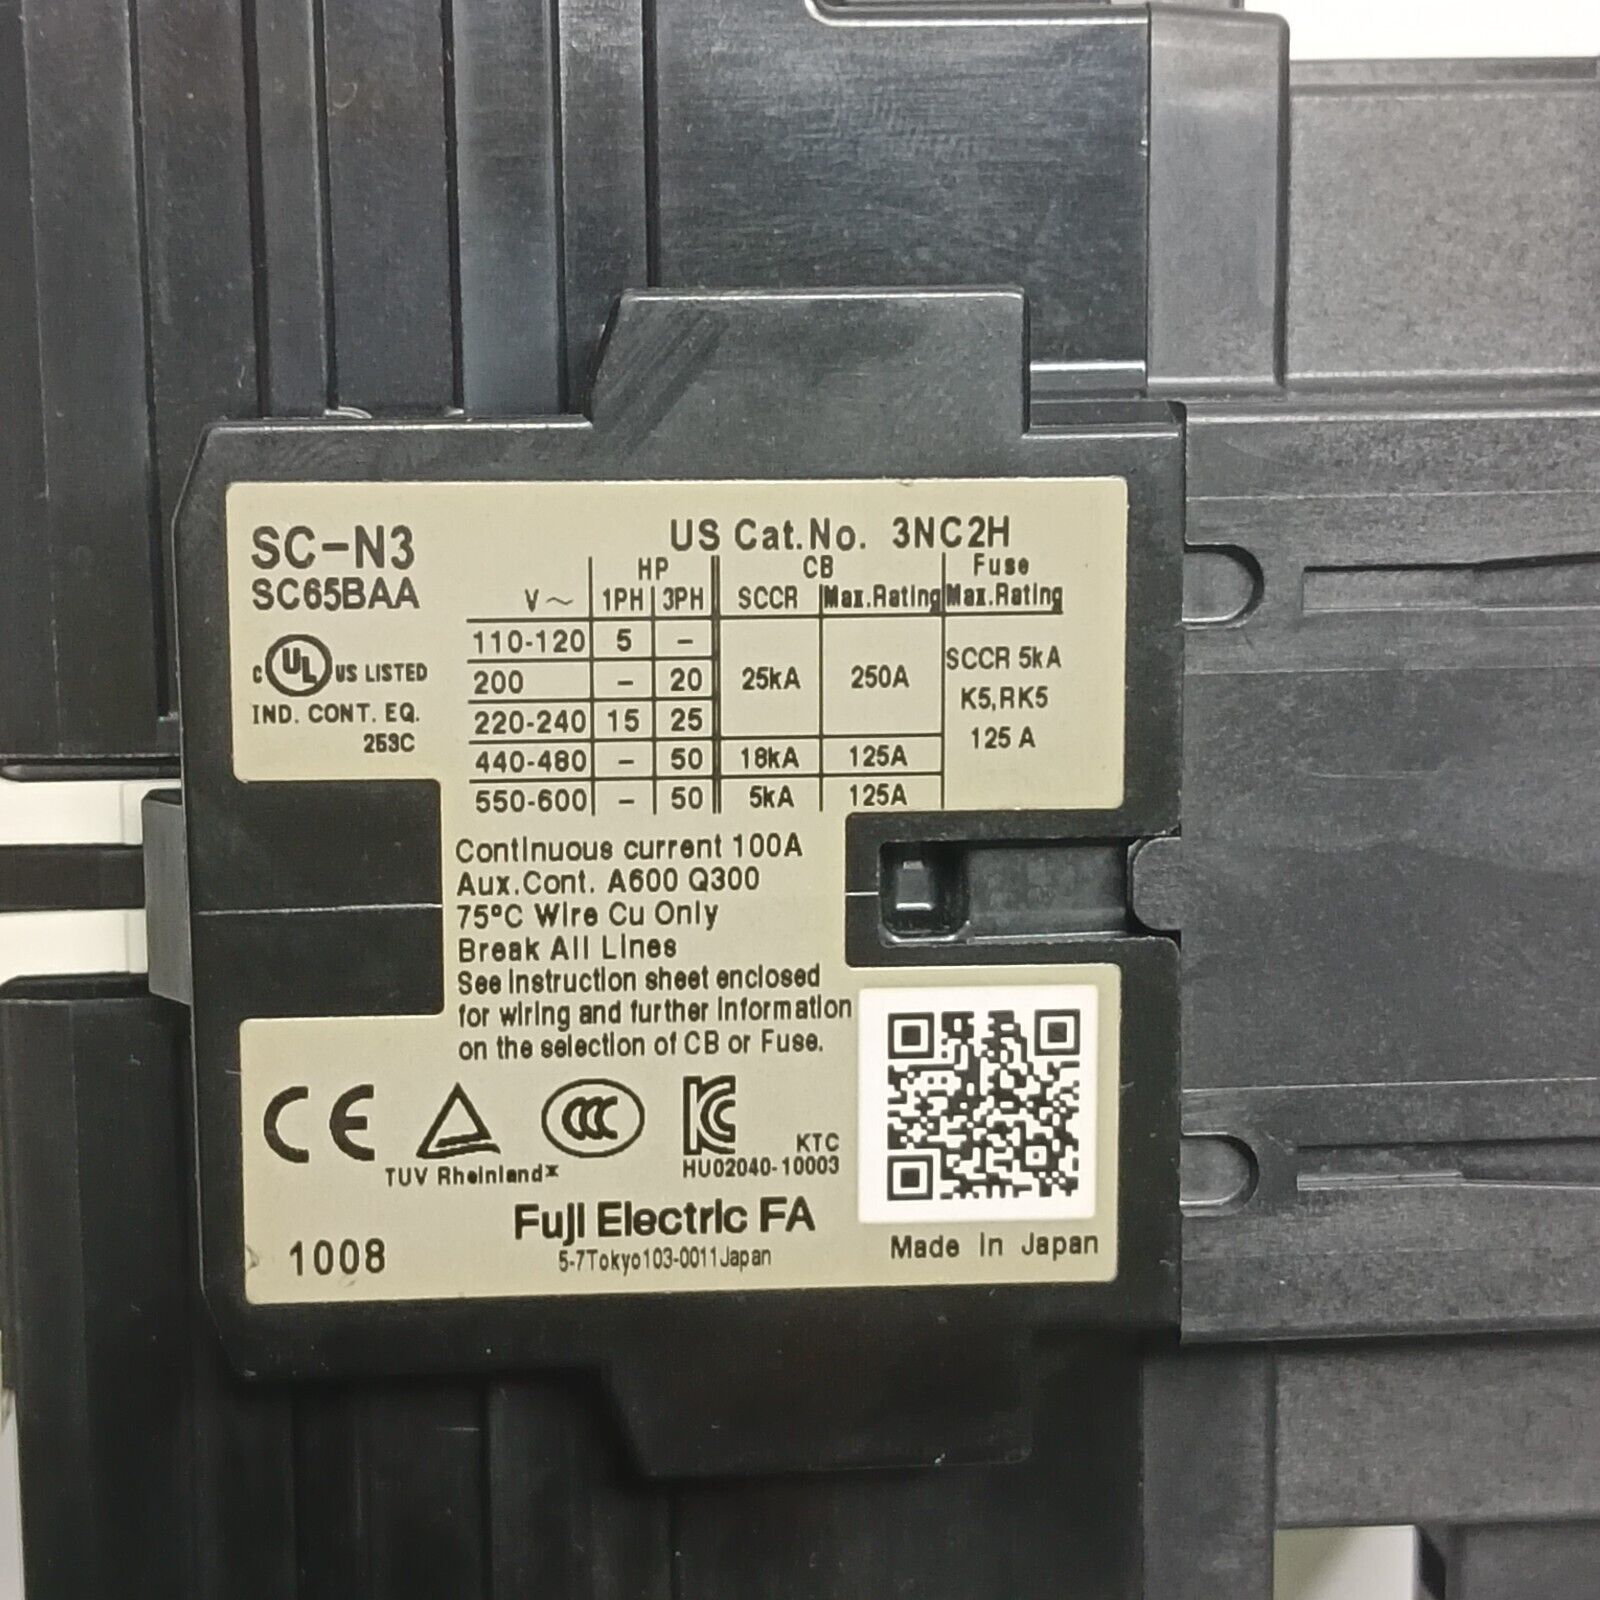 SC-N3
SC65BAA
US Cat.No. 3NC2H
HP CB Fuse
V~ 1PH 3PH SCCR Max.Rating Max.Rating
110-120 5 -
200 - 20 25kA 250A
220-240 15 25
440-480 - 50 18kA 125A
550-600 - 50 5kA 125A
SCCR 5kA
K5,RK5
125 A
C UL US LISTED
IND. CONT. EQ.
253C
Continuous current 100A
Aux.Cont. A600 Q300
75°C Wire Cu Only
Break All Lines
See instruction sheet enclosed
for wiring and further information
on the selection of CB or Fuse.
CE
CCC
KC
TUV Rheinland
KTC
HU02040-10003
Fuji Electric FA
5-7Tokyo103-0011Japan
1008
Made in Japan